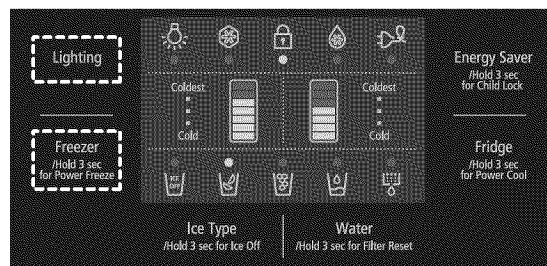 Lighting
Energy Saver
/Hold 3 sec
for Child Lock
Coldest
Cold
Coldest
Cold
Freezer
/Hold 3 sec
for Power Freeze
Fridge
/Hold 3 sec
for Power Cool
ICE
OFF
Ice Type
/Hold 3 sec for Ice Off
Water
/Hold 3 sec for Filter Reset